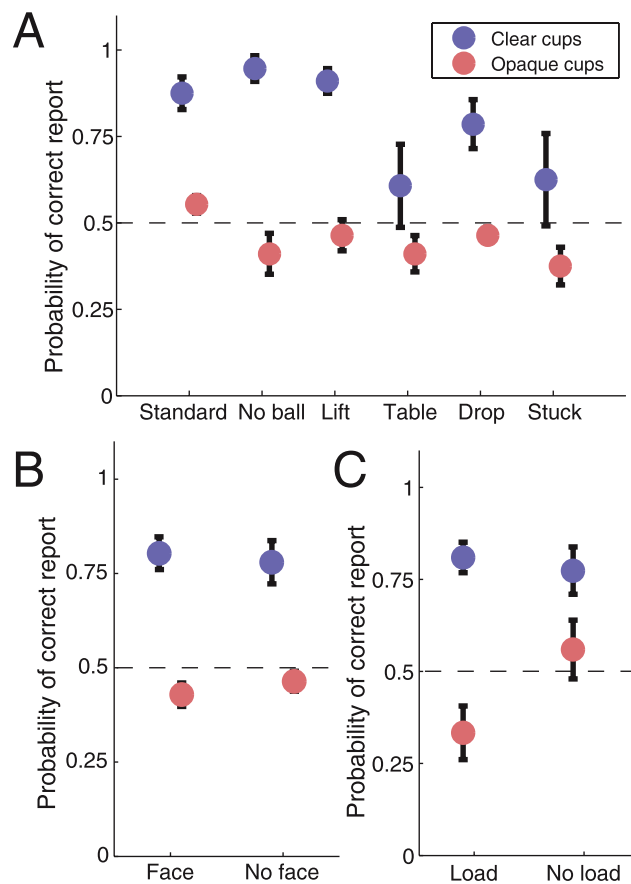 A
Clear cups
Opaque cups
Probability of correct report
1
0.75
0.5
0.25
0
Standard No ball Lift Table Drop Stuck
B
Probability of correct report
1
0.75
0.5
0.25
0
Face No face
C
Probability of correct report
1
0.75
0.5
0.25
0
Load No load